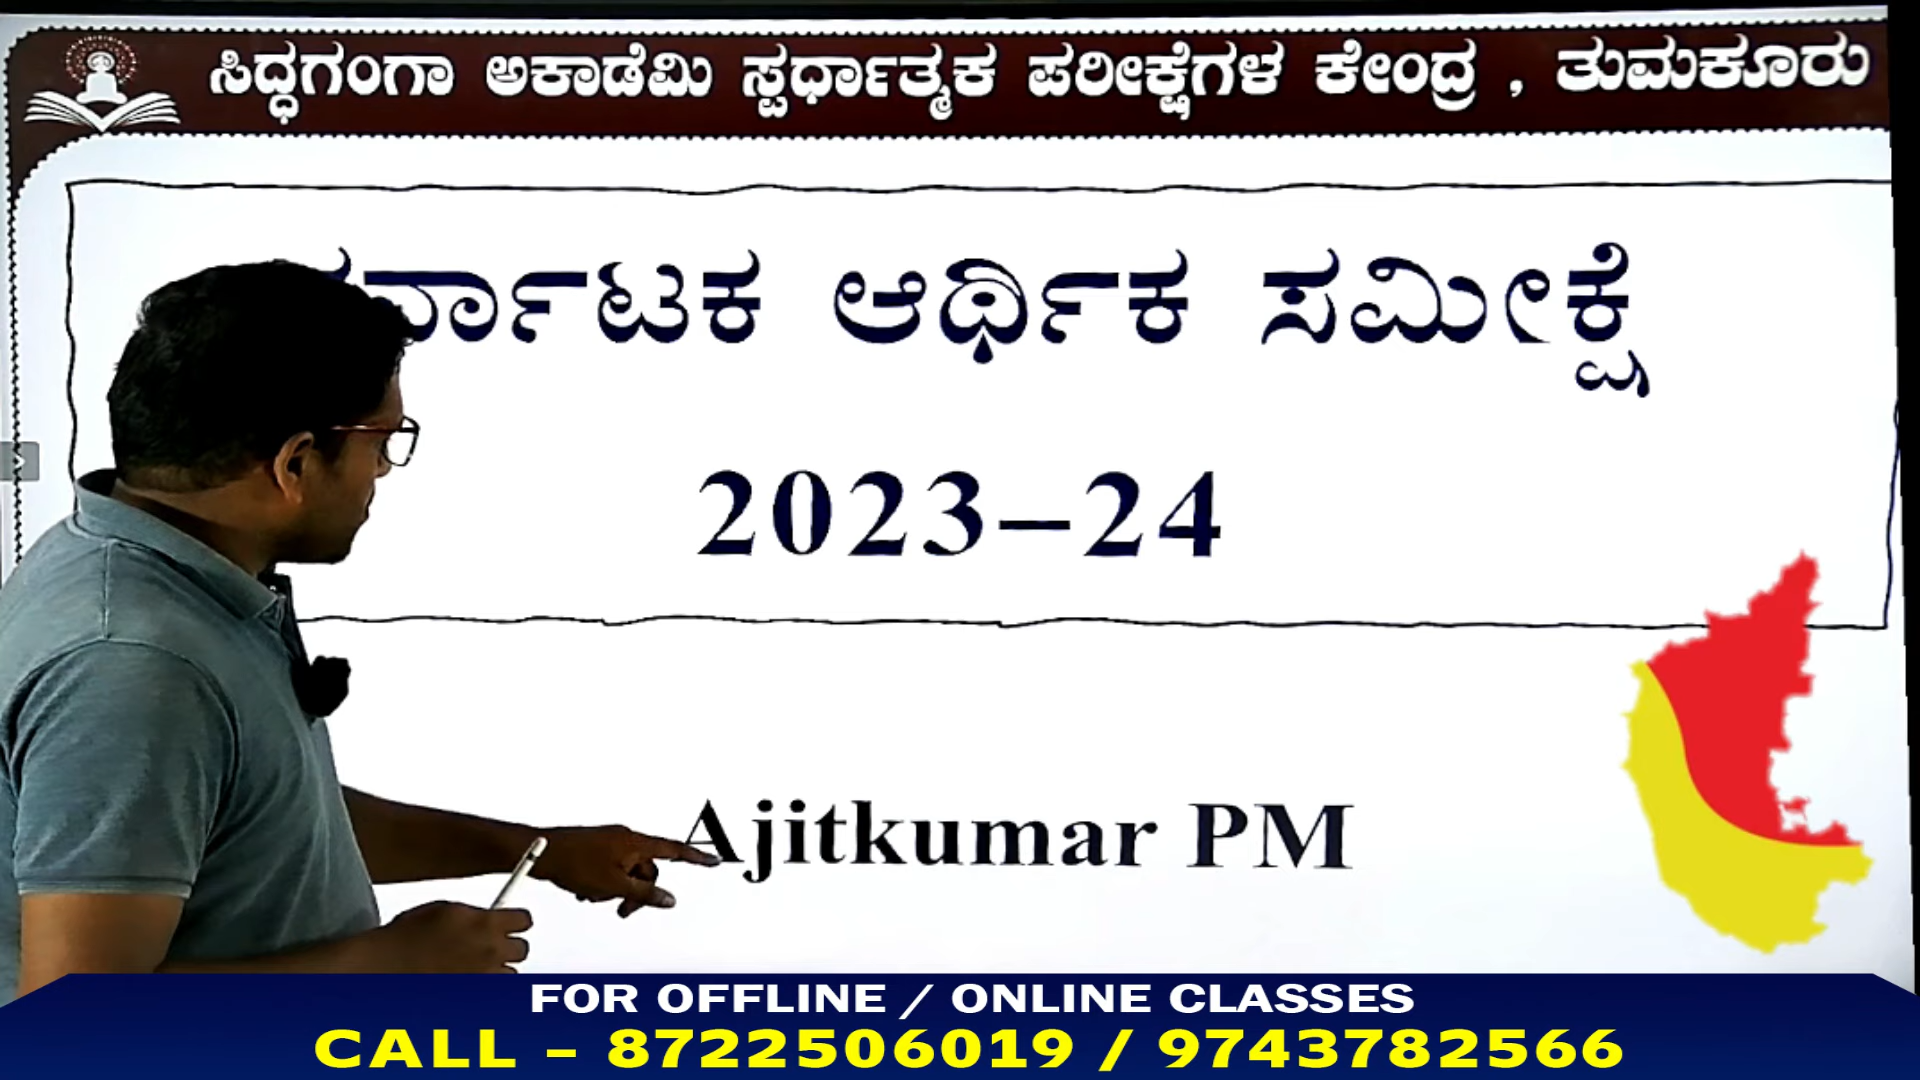 ಸಿದ್ಧಗಂಗಾ ಅಕಾಡೆಮಿ ಸ್ಪರ್ಧಾತ್ಮಕ ಪರೀಕ್ಷೆಗಳ ಕೇಂದ್ರ , ತುಮಕೂರು
ಆರ್ಥಿಕ ಸಮೀಕ್ಷೆ
2023–24
Ajitkumar PM
FOR OFFLINE / ONLINE CLASSES
CALL – 8722506019 / 9743782566